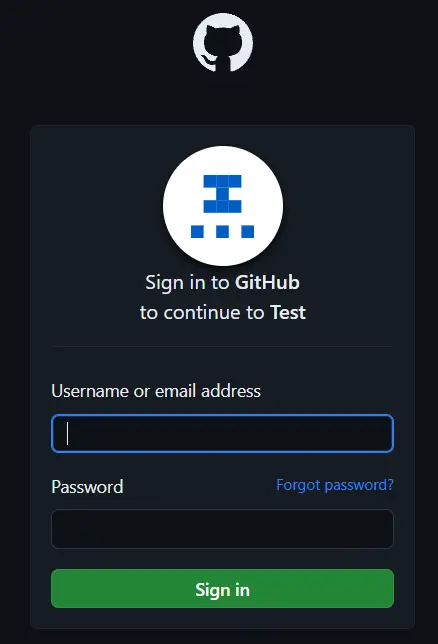 Sign in to GitHub
to continue to Test
Username or email address
Password Forgot password?
Sign in